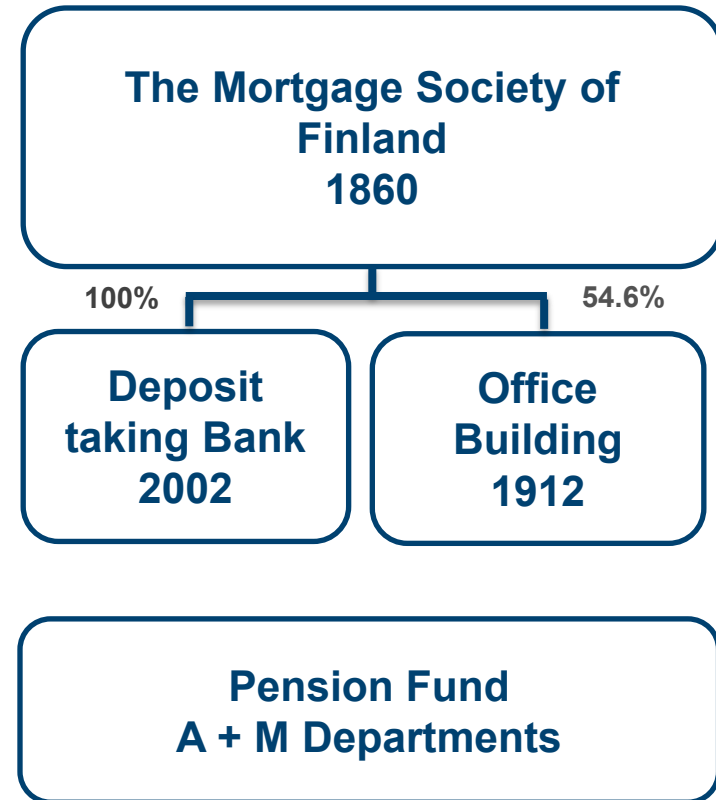 The Mortgage Society of
Finland
1860
100%
54.6%
Deposit
taking Bank
2002
Office
Building
1912
Pension Fund
A + M Departments